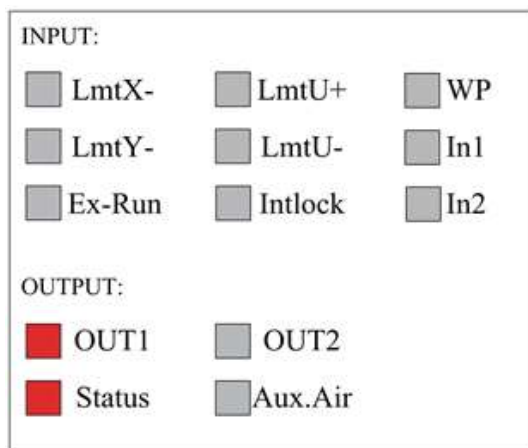 INPUT:
LmtX- LmtU+ WP
LmtY- LmtU- In1
Ex-Run Intlock In2
OUTPUT:
OUT1 OUT2
Status Aux.Air